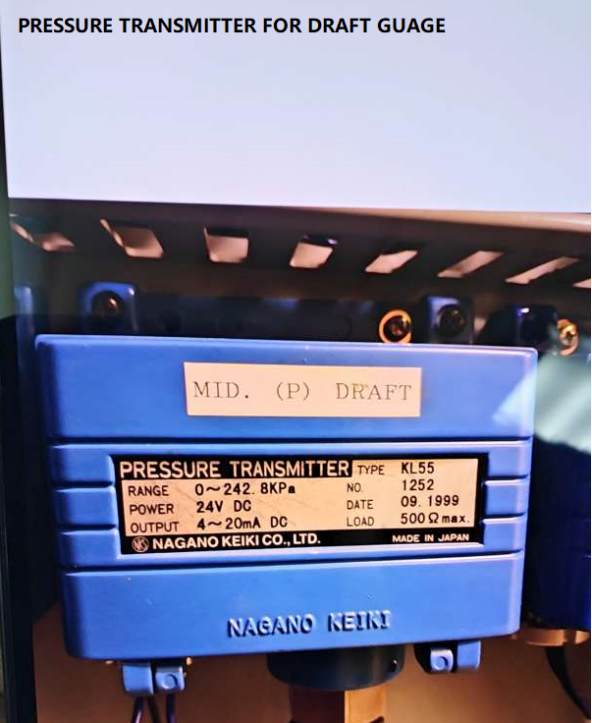 PRESSURE TRANSMITTER FOR DRAFT GUAGE
MID. (P) DRAFT
PRESSURE TRANSMITTER TYPE KL55
RANGE 0～242.8KPa NO. 1252
POWER 24V DC DATE 09. 1999
OUTPUT 4～20mA DC LOAD 500Ω max.
NAGANO KEIKI CO., LTD. MADE IN JAPAN
NAGANO KEIKI